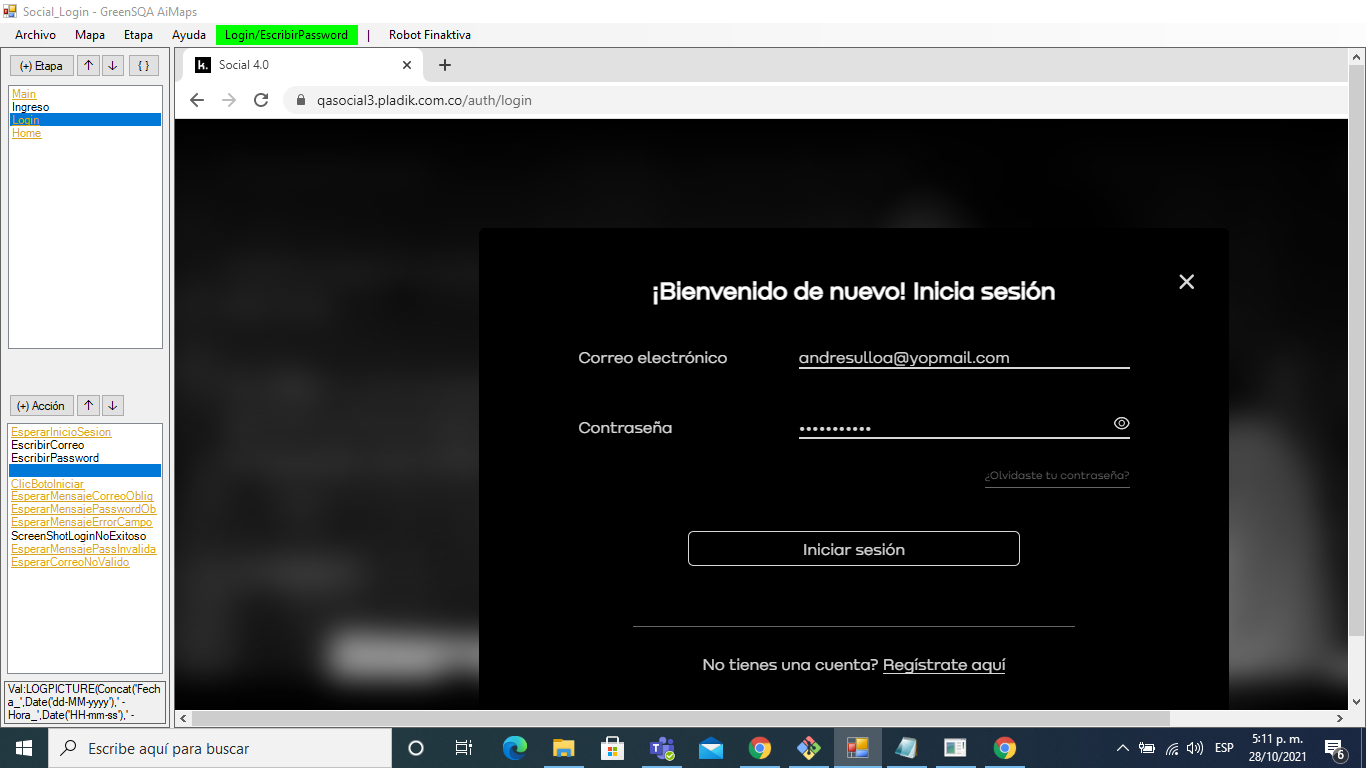 Social_Login - GreenSQA AiMaps
Archivo Mapa Etapa Ayuda Login/EscribirPassword | Robot Finaktiva
(+) Etapa ↑ ↓ { }
Main
Ingreso
Login
Home
k. Social 4.0
qasocial3.pladik.com.co/auth/login
¡Bienvenido de nuevo! Inicia sesión
Correo electrónico andresulloa@yopmail.com
Contraseña •••••••••••
¿Olvidaste tu contraseña?
Iniciar sesión
No tienes una cuenta? Regístrate aquí
(+) Acción ↑ ↓
EsperarInicioSesion
EscribirCorreo
EscribirPassword
ClicBotoIniciar
EsperarMensajeCorreoOblig
EsperarMensajePasswordOb
EsperarMensajeErrorCampo
ScreenShotLoginNoExitoso
EsperarMensajePassInvalida
EsperarCorreoNoValido
Val:LOGPICTURE(Concat('Fech
a_',Date('dd-MM-yyyy'),' -
Hora_',Date('HH-mm-ss'),' -
Escribe aquí para buscar
ESP
5:11 p. m.
28/10/2021
6